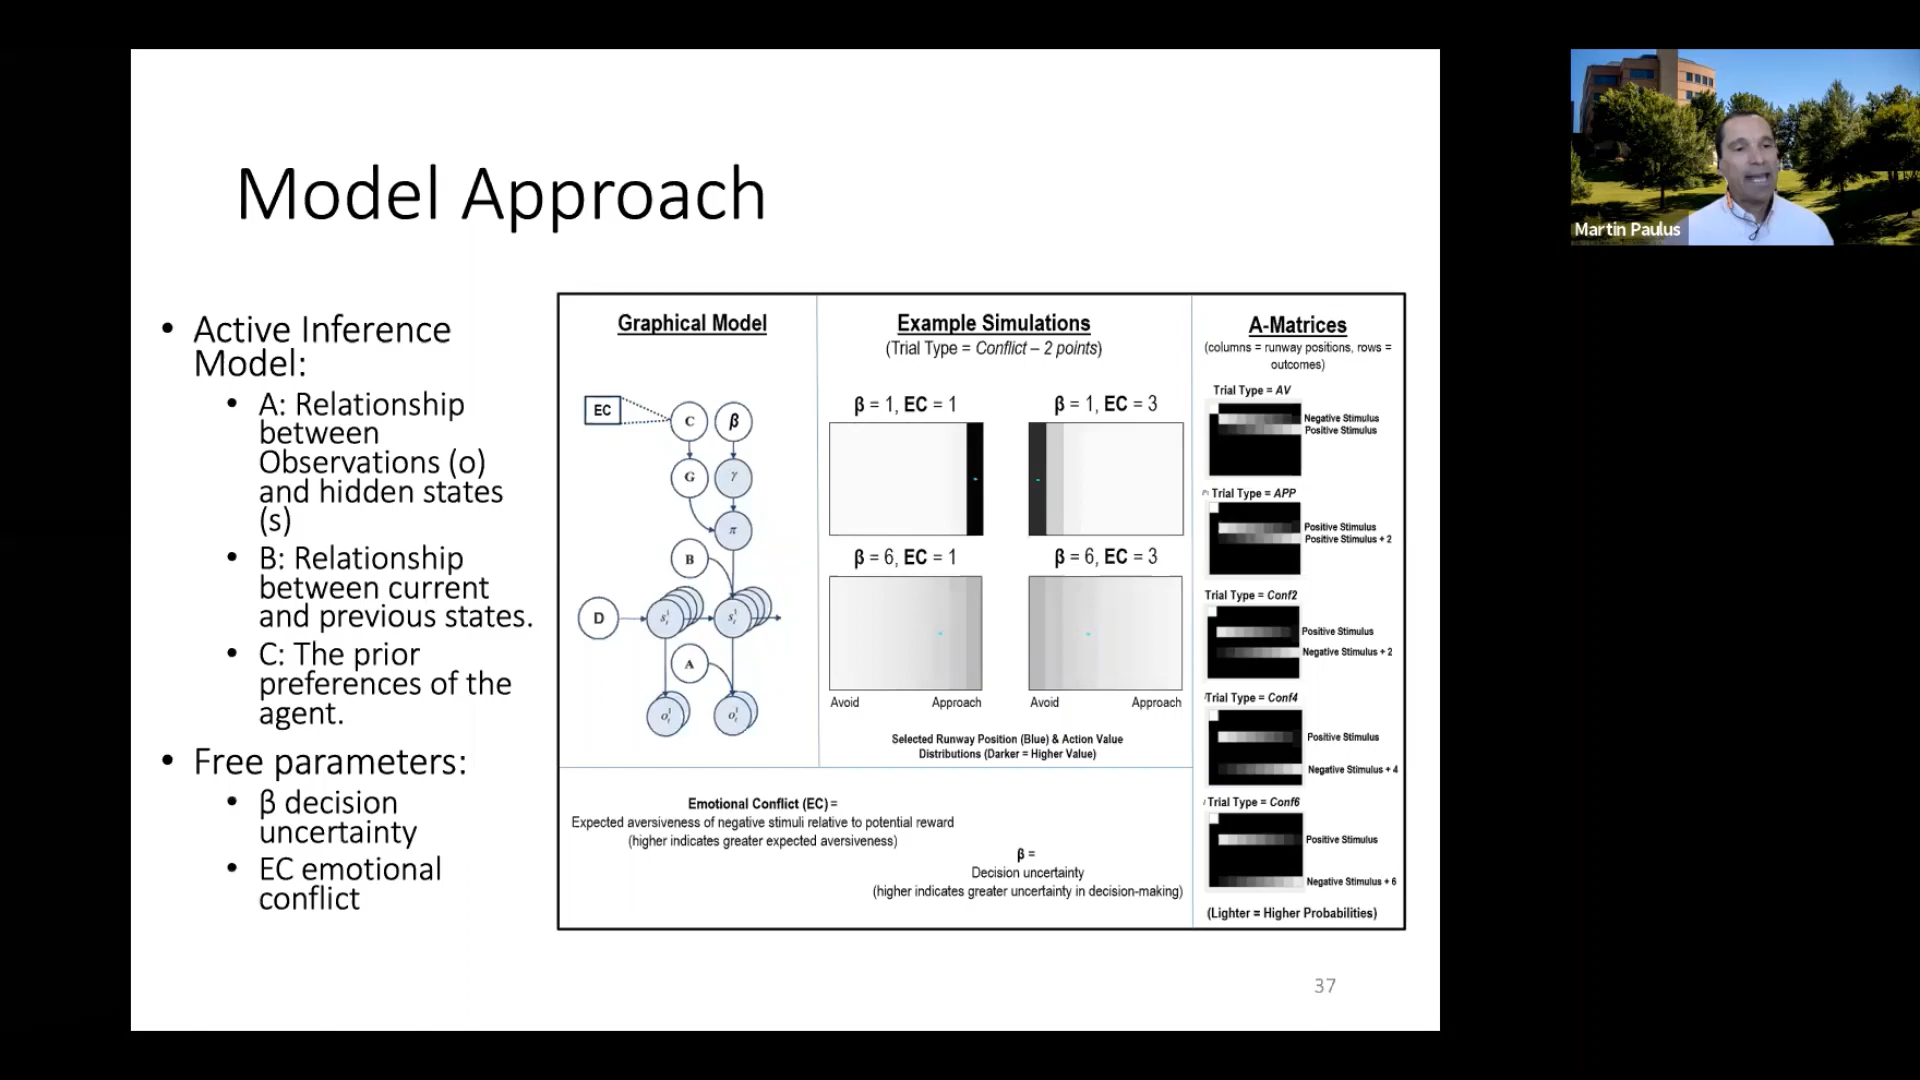 Model Approach
• Active Inference
Model:
• A: Relationship
between
Observations (o)
and hidden states
(s)
• B: Relationship
between current
and previous states.
• C: The prior
preferences of the
agent.
• Free parameters:
• β decision
uncertainty
• EC emotional
conflict
Graphical Model
EC
C
β
G
γ
π
B
D
A
Example Simulations
(Trial Type = Conflict – 2 points)
β = 1, EC = 1
β = 1, EC = 3
β = 6, EC = 1
β = 6, EC = 3
Avoid Approach
Avoid Approach
Selected Runway Position (Blue) & Action Value
Distributions (Darker = Higher Value)
Emotional Conflict (EC) =
Expected aversiveness of negative stimuli relative to potential reward
(higher indicates greater expected aversiveness)
β =
Decision uncertainty
(higher indicates greater uncertainty in decision-making)
A-Matrices
(columns = runway positions, rows =
outcomes)
Trial Type = AV
Negative Stimulus
Positive Stimulus
Trial Type = APP
Positive Stimulus
Positive Stimulus + 2
Trial Type = Conf2
Positive Stimulus
Negative Stimulus + 2
Trial Type = Conf4
Positive Stimulus
Negative Stimulus + 4
Trial Type = Conf6
Positive Stimulus
Negative Stimulus + 6
(Lighter = Higher Probabilities)
37
Martin Paulus